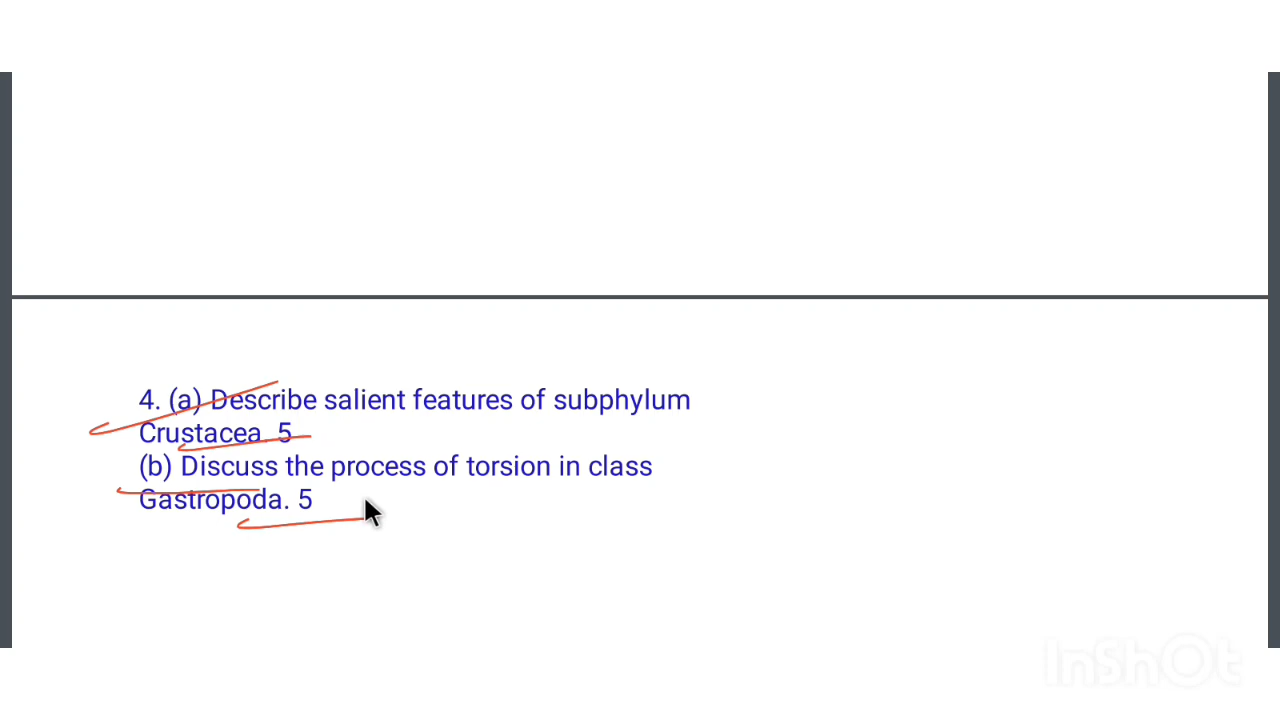 4. (a) Describe salient features of subphylum
Crustacea. 5
(b) Discuss the process of torsion in class
Gastropoda. 5
InShOt